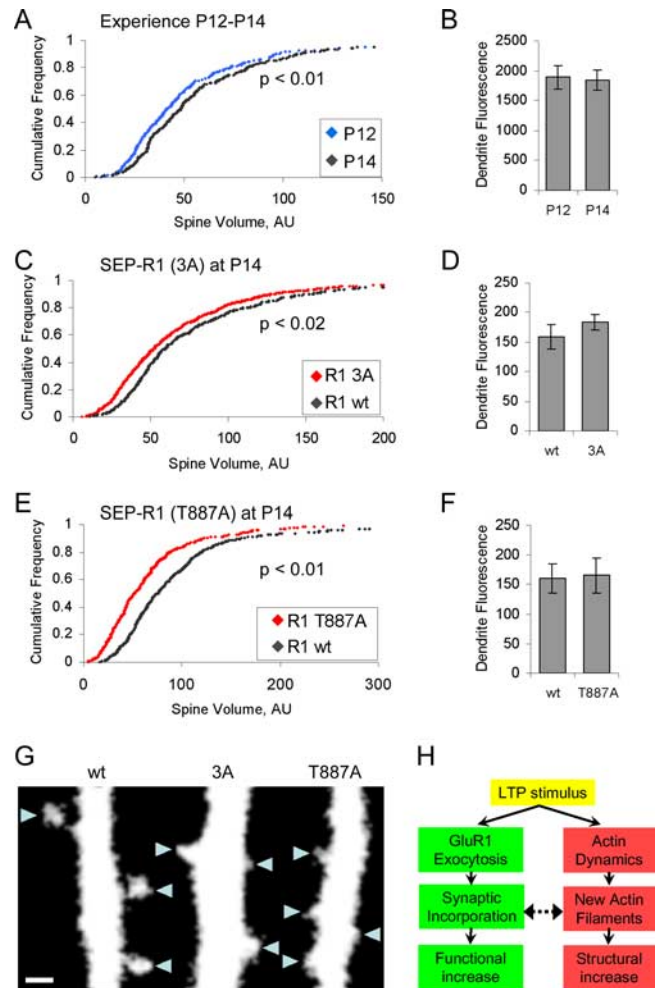 A
Experience P12-P14
Cumulative Frequency
1
0.8
0.6
0.4
0.2
0
p < 0.01
P12
P14
0
50
100
150
Spine Volume, AU
B
Dendrite Fluorescence
2500
2000
1500
1000
500
0
P12
P14
C
SEP-R1 (3A) at P14
Cumulative Frequency
1
0.8
0.6
0.4
0.2
0
p < 0.02
R1 3A
R1 wt
0
50
100
150
200
Spine Volume, AU
D
Dendrite Fluorescence
250
200
150
100
50
0
wt
3A
E
SEP-R1 (T887A) at P14
Cumulative Frequency
1
0.8
0.6
0.4
0.2
0
p < 0.01
R1 T887A
R1 wt
0
100
200
300
Spine Volume, AU
F
Dendrite Fluorescence
250
200
150
100
50
0
wt
T887A
G
wt
3A
T887A
H
LTP stimulus
GluR1
Exocytosis
Actin
Dynamics
Synaptic
Incorporation
New Actin
Filaments
Functional
increase
Structural
increase